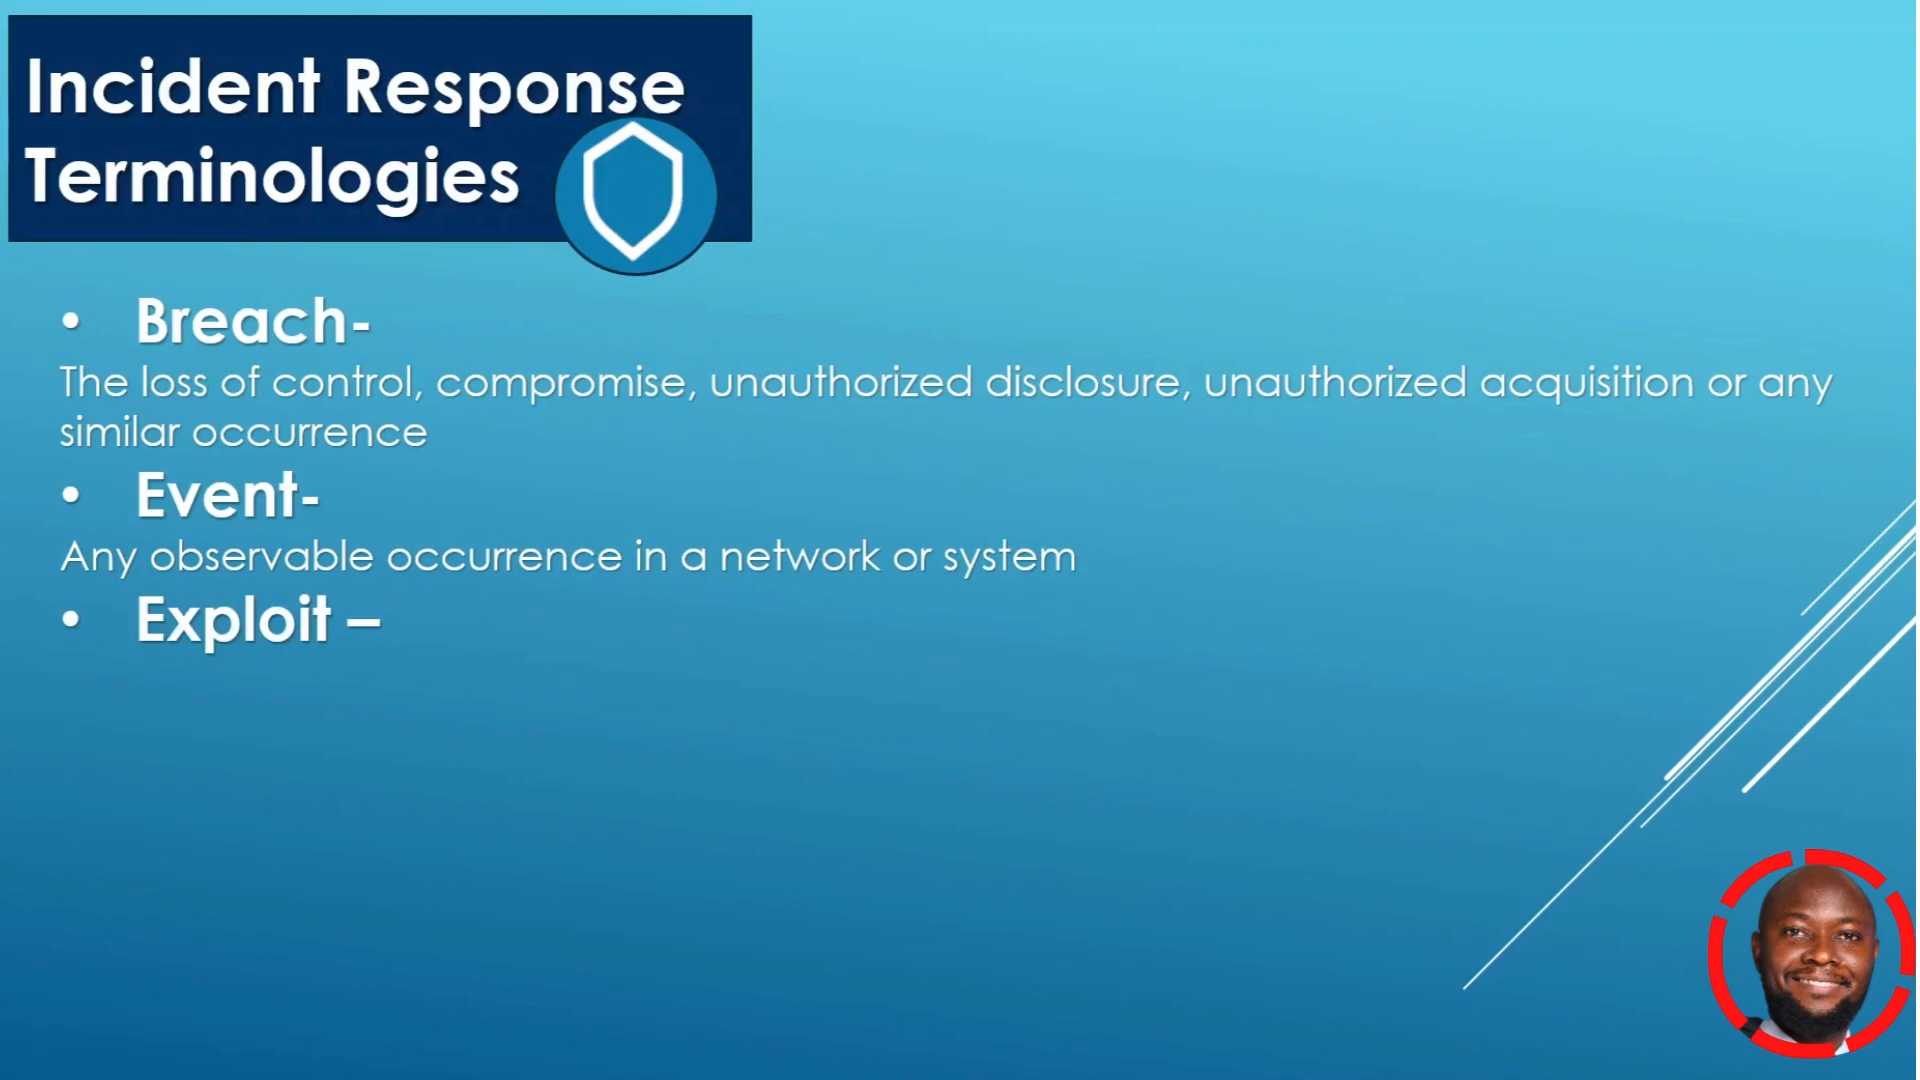 Incident Response
Terminologies
• Breach-
The loss of control, compromise, unauthorized disclosure, unauthorized acquisition or any
similar occurrence
• Event-
Any observable occurrence in a network or system
• Exploit –